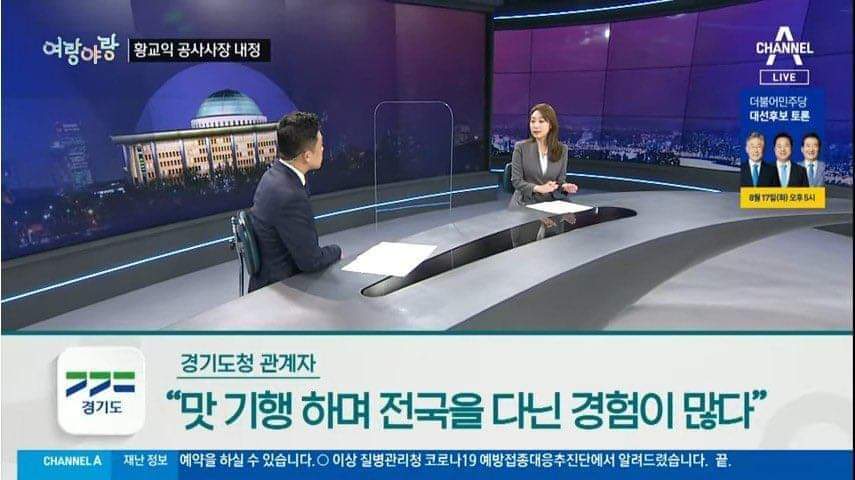 여랑야랑
황교익 공사사장 내정
CHANNEL A
LIVE
더불어민주당
대선후보 토론
8월 17일(화) 오후 5시
경기도청 관계자
경기도
“맛 기행 하며 전국을 다닌 경험이 많다”
CHANNEL A 재난 정보 예약을 하실 수 있습니다.○ 이상 질병관리청 코로나19 예방접종대응추진단에서 알려드렸습니다. 끝.